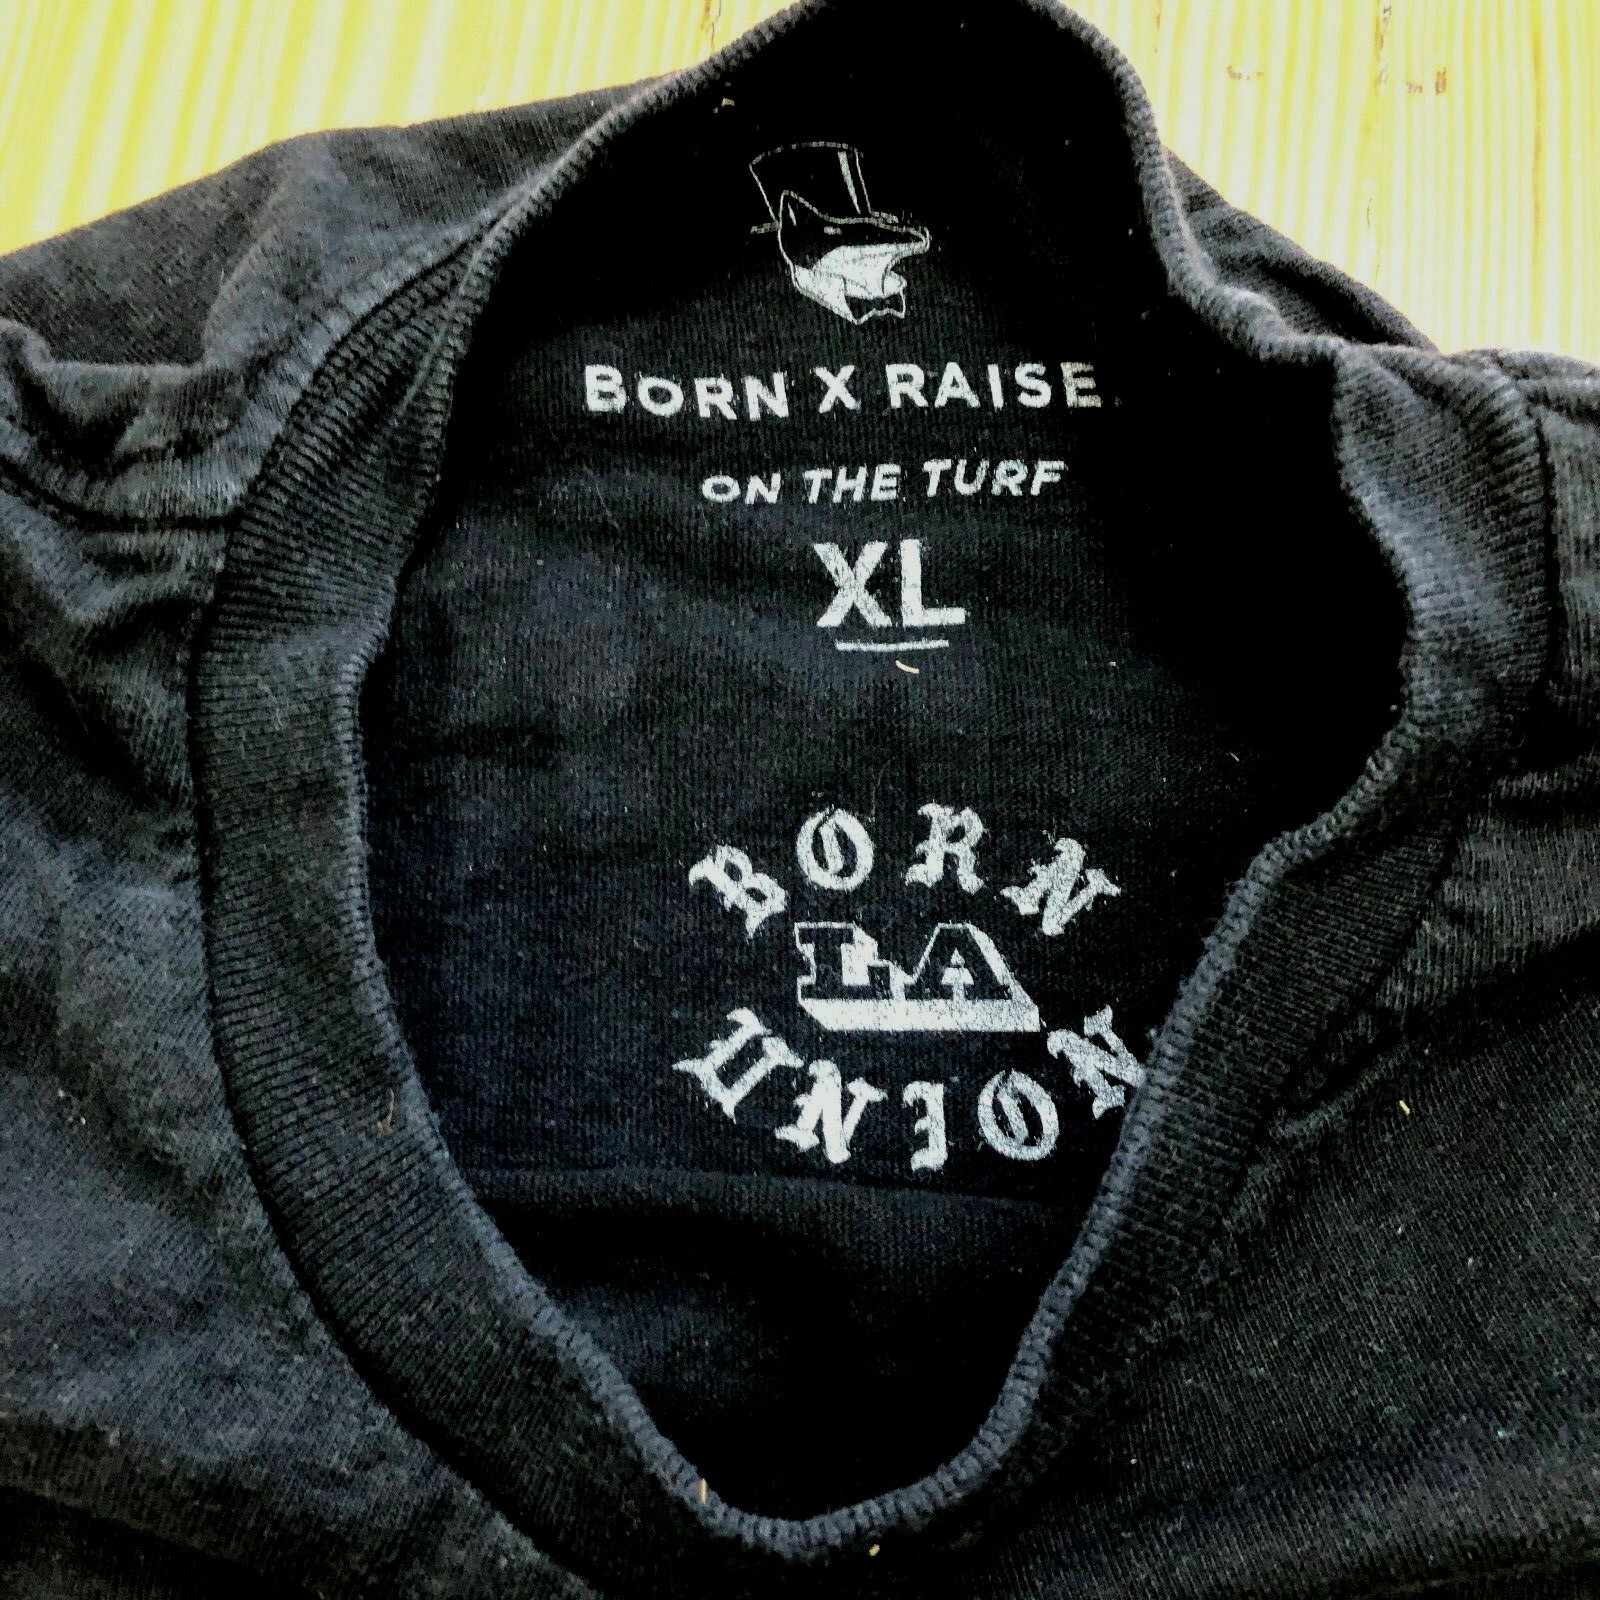 BORN X RAISE
ON THE TURF
XL
BORN
LA
UNION